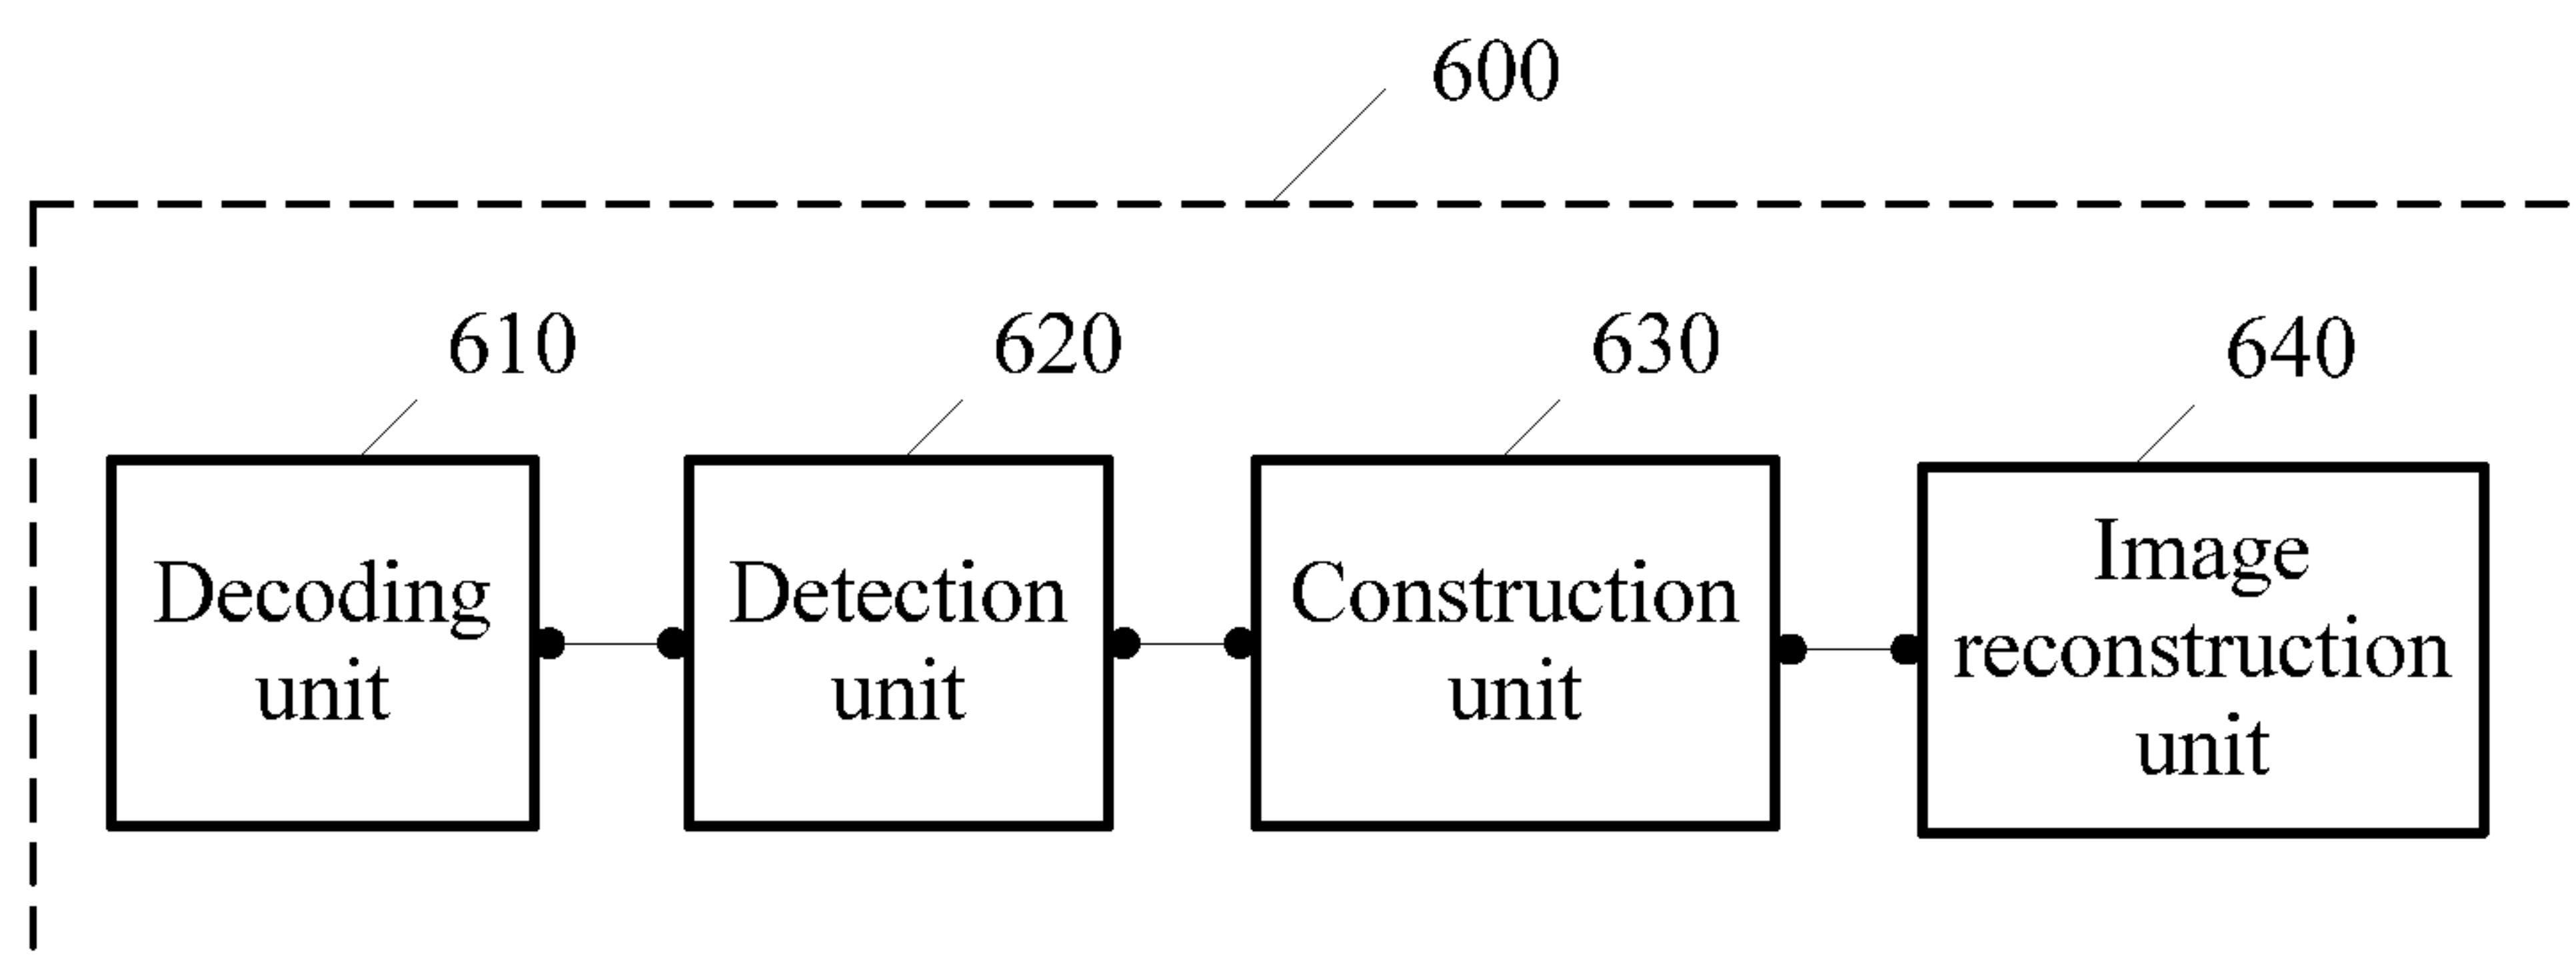 600
610
620
630
640
Decoding
unit
Detection
unit
Construction
unit
Image
reconstruction
unit